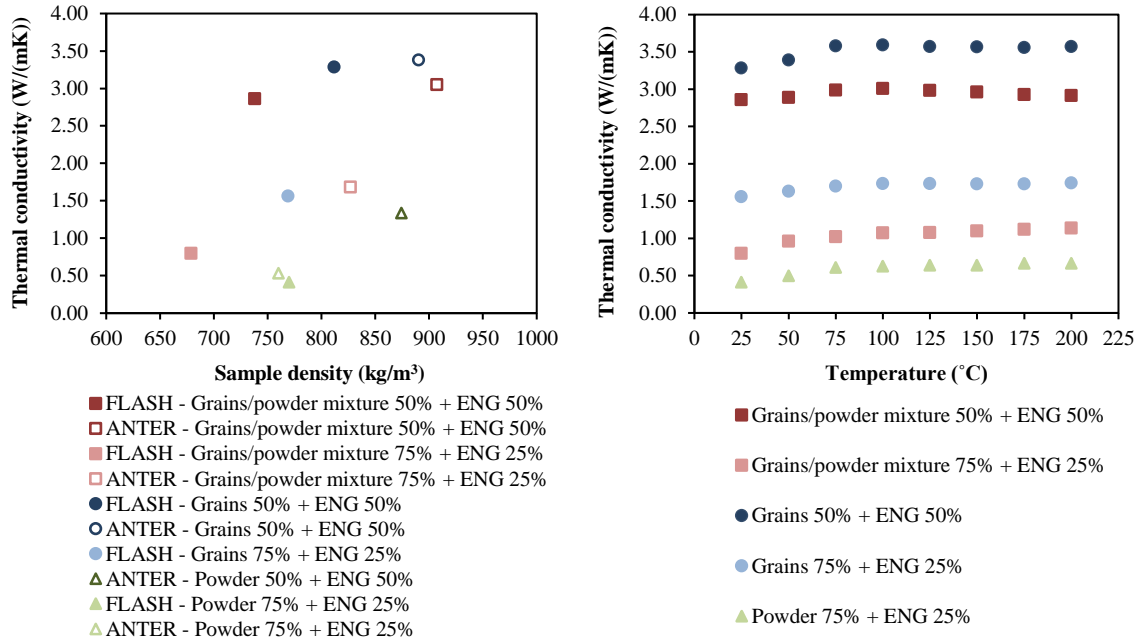 Thermal conductivity (W/(mK))
4.00
3.50
3.00
2.50
2.00
1.50
1.00
0.50
0.00
600 650 700 750 800 850 900 950 1000
Sample density (kg/m³)
FLASH - Grains/powder mixture 50% + ENG 50%
ANTER - Grains/powder mixture 50% + ENG 50%
FLASH - Grains/powder mixture 75% + ENG 25%
ANTER - Grains/powder mixture 75% + ENG 25%
FLASH - Grains 50% + ENG 50%
ANTER - Grains 50% + ENG 50%
FLASH - Grains 75% + ENG 25%
ANTER - Powder 50% + ENG 50%
FLASH - Powder 75% + ENG 25%
ANTER - Powder 75% + ENG 25%
Thermal conductivity (W/(mK))
4.00
3.50
3.00
2.50
2.00
1.50
1.00
0.50
0.00
0 25 50 75 100 125 150 175 200 225
Temperature (˚C)
Grains/powder mixture 50% + ENG 50%
Grains/powder mixture 75% + ENG 25%
Grains 50% + ENG 50%
Grains 75% + ENG 25%
Powder 75% + ENG 25%